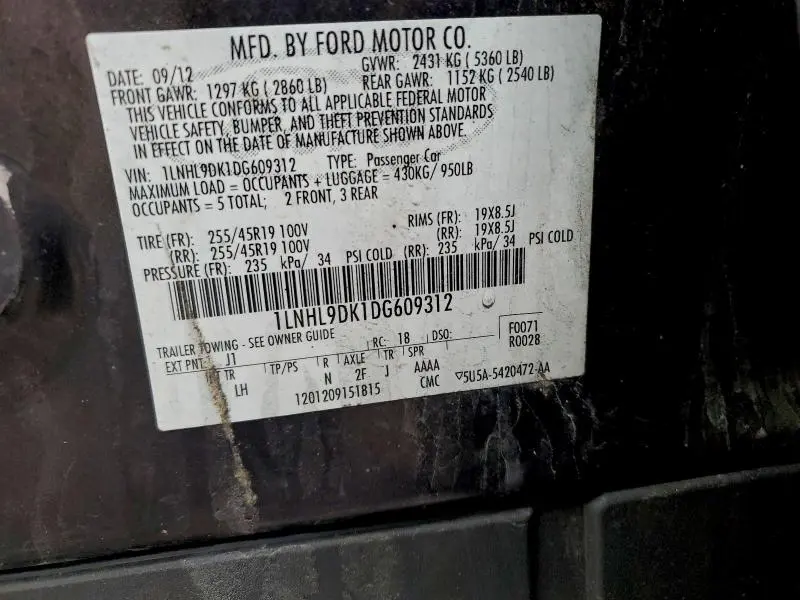 MFD. BY FORD MOTOR CO.
DATE: 09/12 GVWR: 2431 KG ( 5360 LB)
FRONT GAWR: 1297 KG ( 2860 LB) REAR GAWR: 1152 KG ( 2540 LB)
THIS VEHICLE CONFORMS TO ALL APPLICABLE FEDERAL MOTOR
VEHICLE SAFETY, BUMPER, AND THEFT PREVENTION STANDARDS
IN EFFECT ON THE DATE OF MANUFACTURE SHOWN ABOVE.
VIN: 1LNHL9DK1DG609312 TYPE: Passenger Car
MAXIMUM LOAD = OCCUPANTS + LUGGAGE = 430KG/ 950LB
OCCUPANTS = 5 TOTAL; 2 FRONT, 3 REAR
TIRE (FR): 255/45R19 100V RIMS (FR): 19X8.5J
(RR): 255/45R19 100V (RR): 19X8.5J
PRESSURE (FR): 235 kPa/ 34 PSI COLD (RR): 235 kPa/ 34 PSI COLD
1LNHL9DK1DG609312
TRAILER TOWING - SEE OWNER GUIDE
EXT PNT: J1 RC: 18 DSO: F0071
R0028
INT TR TP/PS R AXLE TR SPR
LH N 2F J AAAA
1201209151B15 CMC ▽5U5A-5420472-AA